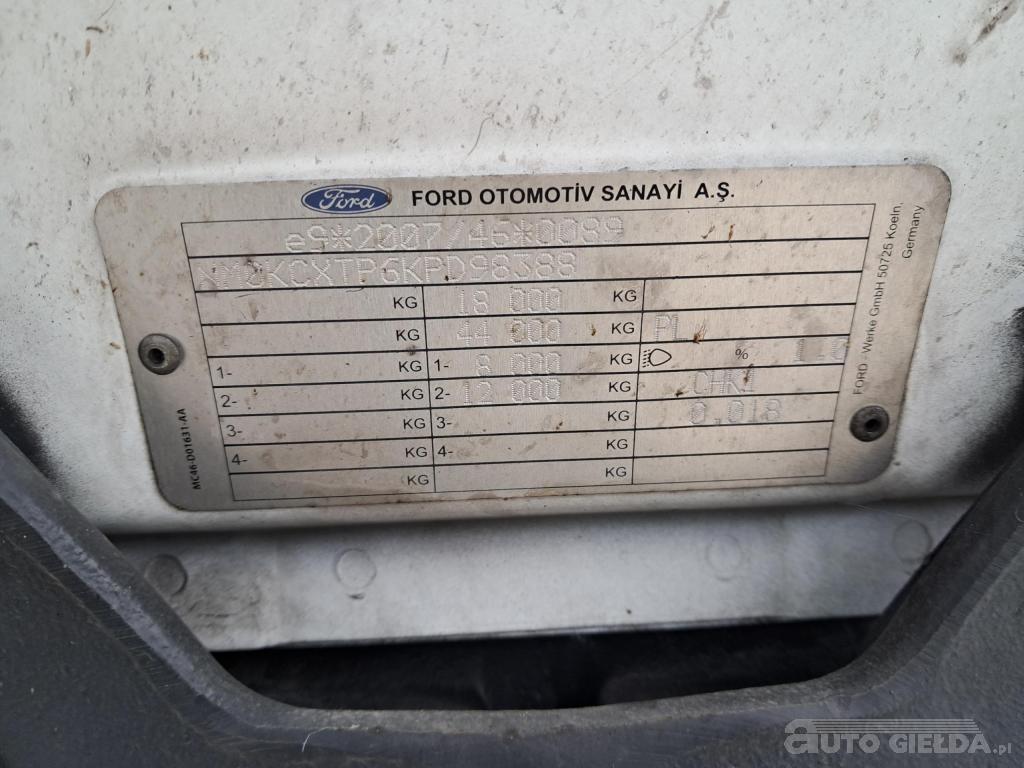 Ford FORD OTOMOTİV SANAYİ A.Ş.
e9*2007/46*0089
NM0KCXTP6KPD98388
KG 18 000 KG
KG 44 000 KG PL
1- KG 1- 8 000 KG % 1.8
2- KG 2- 12 000 KG CHK1
3- KG 3- KG 0,018
4- KG 4- KG
KG KG
MC46-D01631-AA
FORD - Werke GmbH 50725 Koeln,
Germany
AUTO GIEŁDA.pl